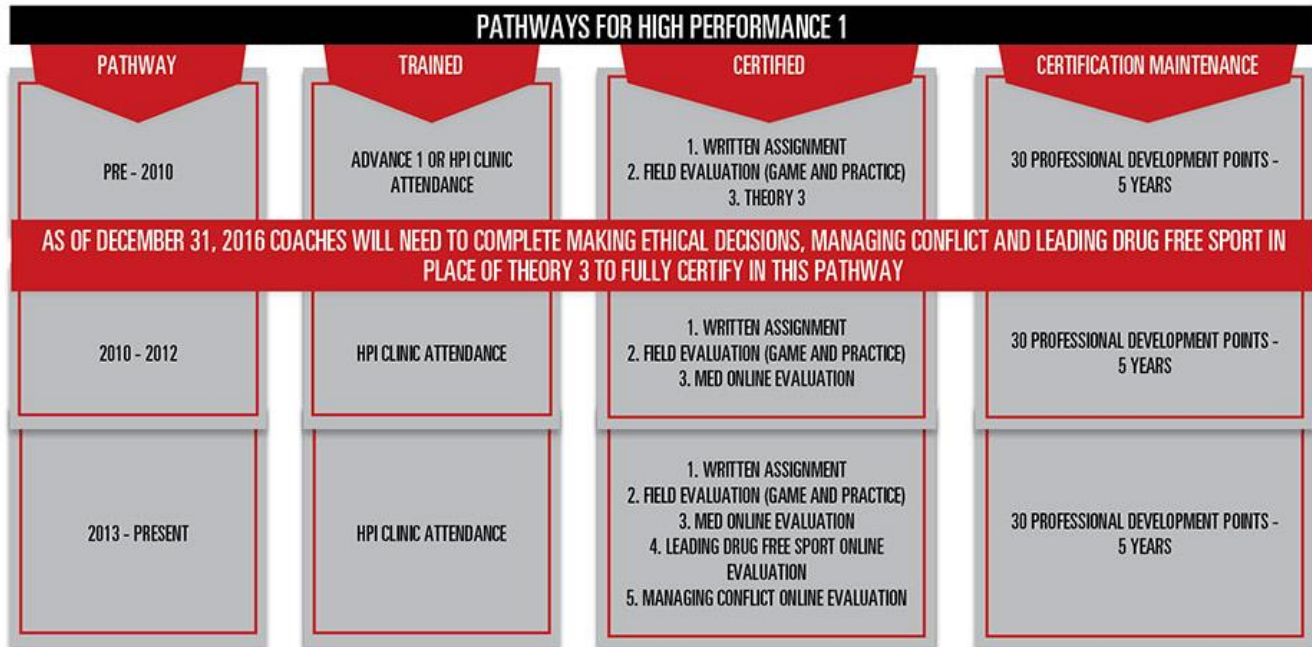 PATHWAYS FOR HIGH PERFORMANCE 1
PATHWAY
TRAINED
CERTIFIED
CERTIFICATION MAINTENANCE
PRE - 2010
ADVANCE 1 OR HPI CLINIC
ATTENDANCE
1. WRITTEN ASSIGNMENT
2. FIELD EVALUATION (GAME AND PRACTICE)
3. THEORY 3
30 PROFESSIONAL DEVELOPMENT POINTS -
5 YEARS
AS OF DECEMBER 31, 2016 COACHES WILL NEED TO COMPLETE MAKING ETHICAL DECISIONS, MANAGING CONFLICT AND LEADING DRUG FREE SPORT IN
PLACE OF THEORY 3 TO FULLY CERTIFY IN THIS PATHWAY
2010 - 2012
HPI CLINIC ATTENDANCE
1. WRITTEN ASSIGNMENT
2. FIELD EVALUATION (GAME AND PRACTICE)
3. MED ONLINE EVALUATION
30 PROFESSIONAL DEVELOPMENT POINTS -
5 YEARS
2013 - PRESENT
HPI CLINIC ATTENDANCE
1. WRITTEN ASSIGNMENT
2. FIELD EVALUATION (GAME AND PRACTICE)
3. MED ONLINE EVALUATION
4. LEADING DRUG FREE SPORT ONLINE
EVALUATION
5. MANAGING CONFLICT ONLINE EVALUATION
30 PROFESSIONAL DEVELOPMENT POINTS -
5 YEARS